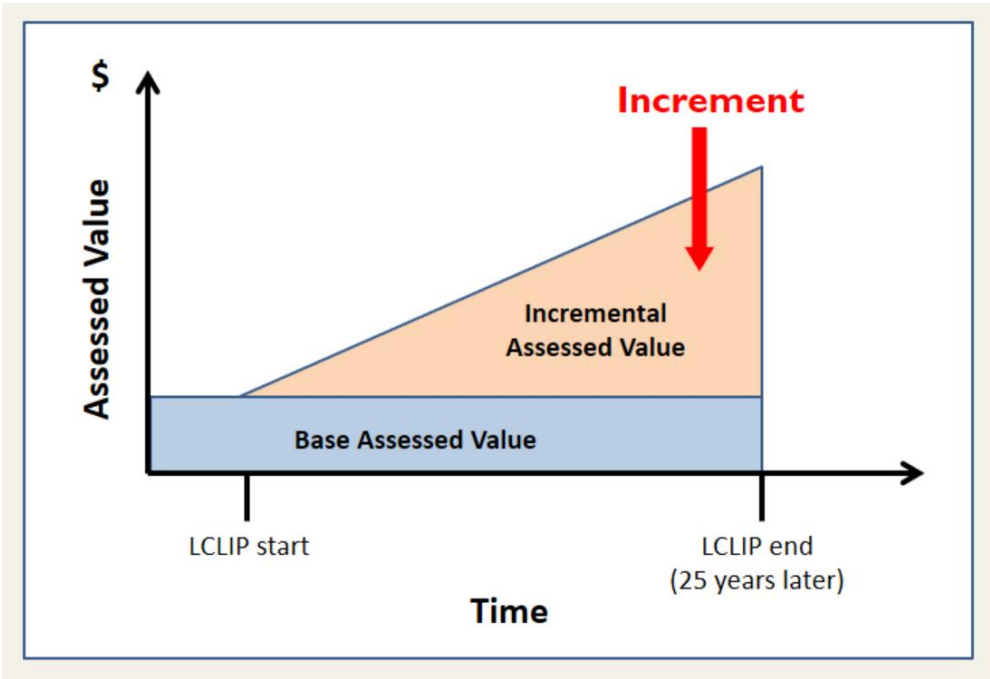 $
Increment
Assessed Value
Incremental
Assessed Value
Base Assessed Value
LCLIP start
LCLIP end
(25 years later)
Time